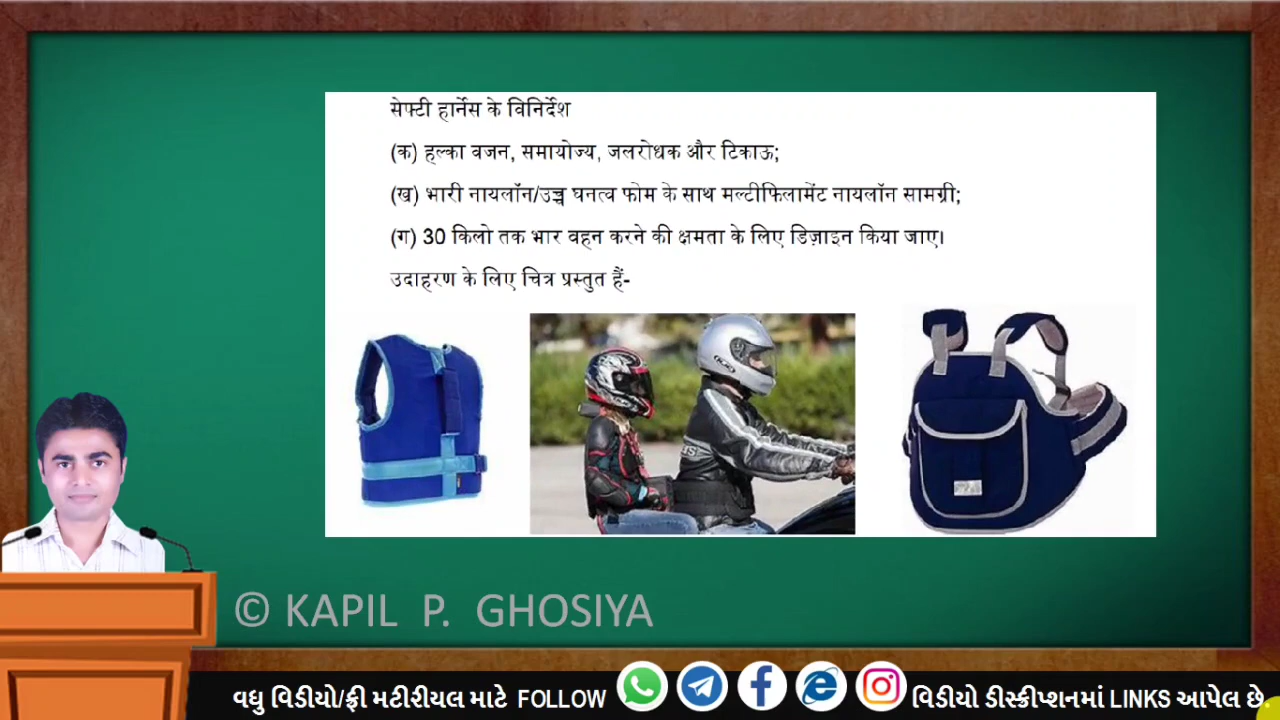 सेफ्टी हार्नेस के विनिर्देश
(क) हल्का वजन, समायोज्य, जलरोधक और टिकाऊ;
(ख) भारी नायलॉन/उच्च घनत्व फोम के साथ मल्टीफिलामेंट नायलॉन सामग्री;
(ग) 30 किलो तक भार वहन करने की क्षमता के लिए डिज़ाइन किया जाए।
उदाहरण के लिए चित्र प्रस्तुत हैं-
© KAPIL P. GHOSIYA
વધુ વિડીયો/ફ્રી મટીરીયલ માટે FOLLOW વિડીયો ડીસ્ક્રીપ્શનમાં LINKS આપેલ છે.